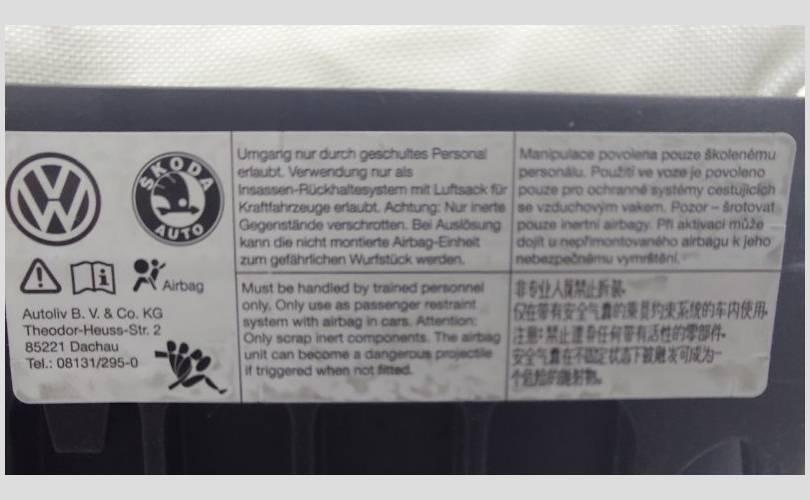 VW
ŠKODA
AUTO
Airbag
Autoliv B. V. & Co. KG
Theodor-Heuss-Str. 2
85221 Dachau
Tel.: 08131/295-0
Umgang nur durch geschultes Personal
erlaubt. Verwendung nur als
Insassen-Rückhaltesystem mit Luftsack für
Kraftfahrzeuge erlaubt. Achtung: Nur inerte
Gegenstände verschrotten. Bei Auslösung
kann die nicht montierte Airbag-Einheit
zum gefährlichen Wurfstück werden.
Must be handled by trained personnel
only. Only use as passenger restraint
system with airbag in cars. Attention:
Only scrap inert components. The airbag
unit can become a dangerous projectile
if triggered when not fitted.
Manipulace povolena pouze školenému
personálu. Použití ve voze je povoleno
pouze pro ochranné systémy cestujících
se vzduchovým vakem. Pozor – šrotovat
pouze inertní airbagy. Při aktivaci může
dojít u nepřimontovaného airbagu k jeho
nebezpečnému vymrštění.
非专业人员禁止拆装.
仅在带有安全气囊的乘员约束系统的车内使用.
注意: 禁止遗弃任何带有活性的零部件.
安全气囊在不固定状态下被触发可成为一
个危险的抛射物.